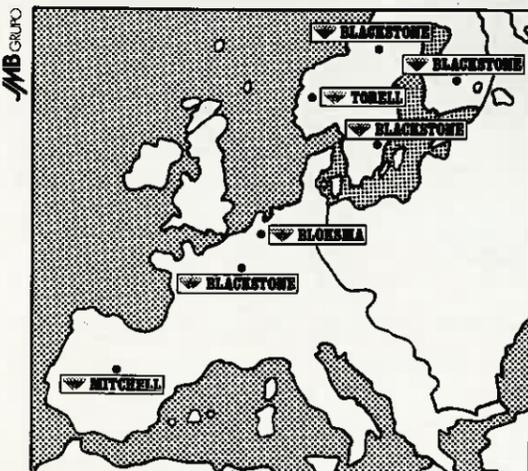 MB GRUPO
BLACKSTONE
BLACKSTONE
TORELL
BLACKSTONE
BLOKSMA
BLACKSTONE
MITCHELL